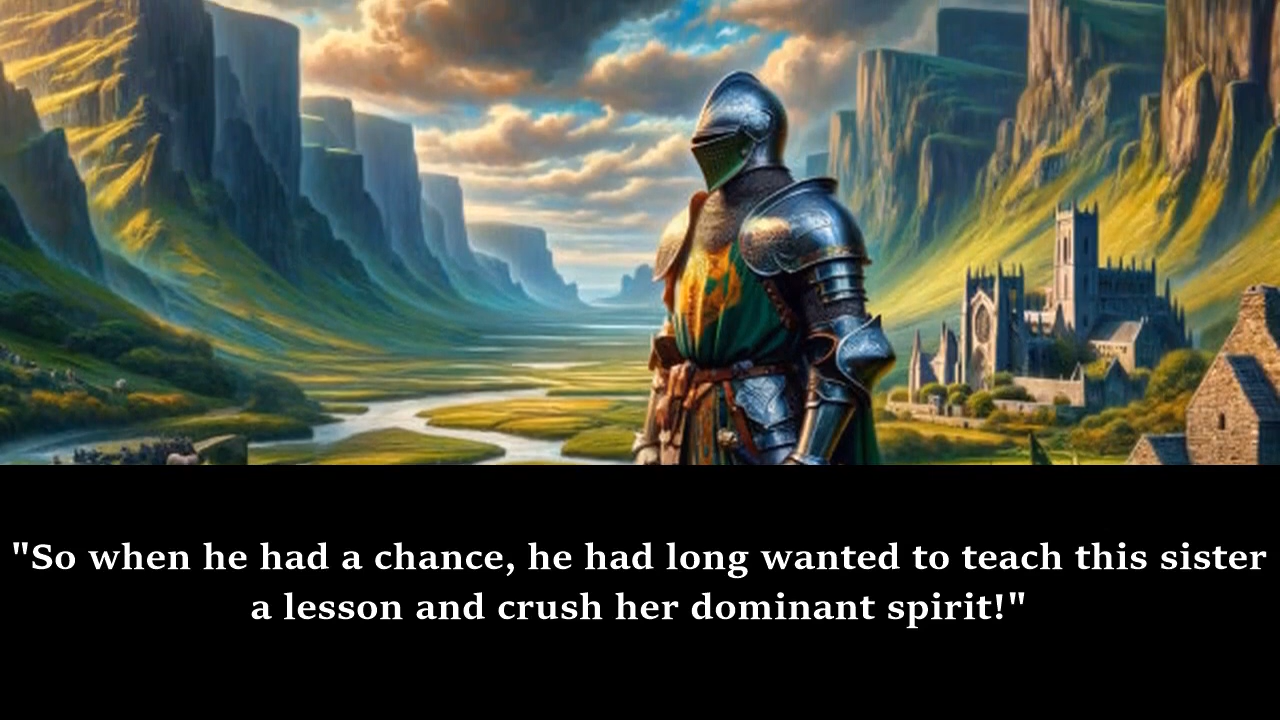 "So when he had a chance, he had long wanted to teach this sister
a lesson and crush her dominant spirit!"